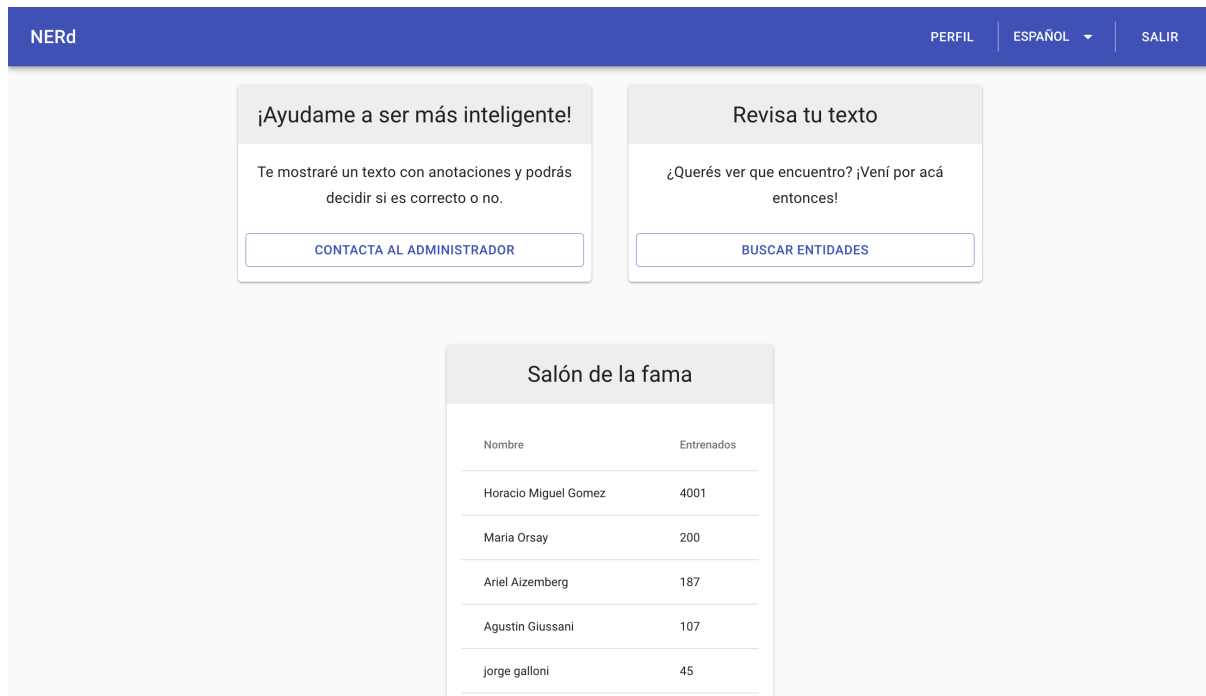 NERd
PERFIL
ESPAÑOL
SALIR
¡Ayudame a ser más inteligente!
Te mostraré un texto con anotaciones y podrás
decidir si es correcto o no.
CONTACTA AL ADMINISTRADOR
Revisa tu texto
¿Querés ver que encuentro? ¡Vení por acá
entonces!
BUSCAR ENTIDADES
Salón de la fama
Nombre Entrenados
Horacio Miguel Gomez 4001
Maria Orsay 200
Ariel Aizemberg 187
Agustin Giussani 107
jorge galloni 45